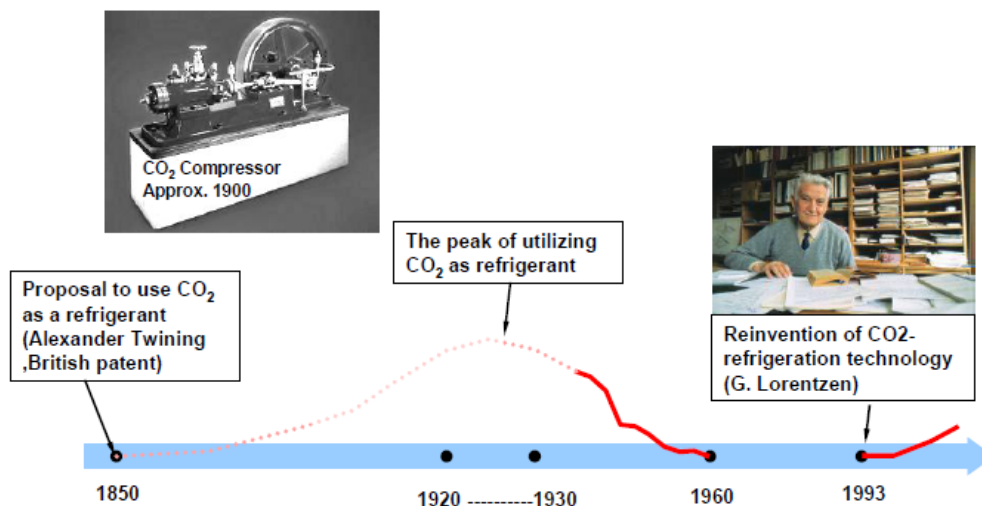 CO₂ Compressor
Approx. 1900
The peak of utilizing
CO₂ as refrigerant
Proposal to use CO₂
as a refrigerant
(Alexander Twining
,British patent)
Reinvention of CO2-
refrigeration technology
(G. Lorentzen)
1850
1920 ----------1930
1960
1993